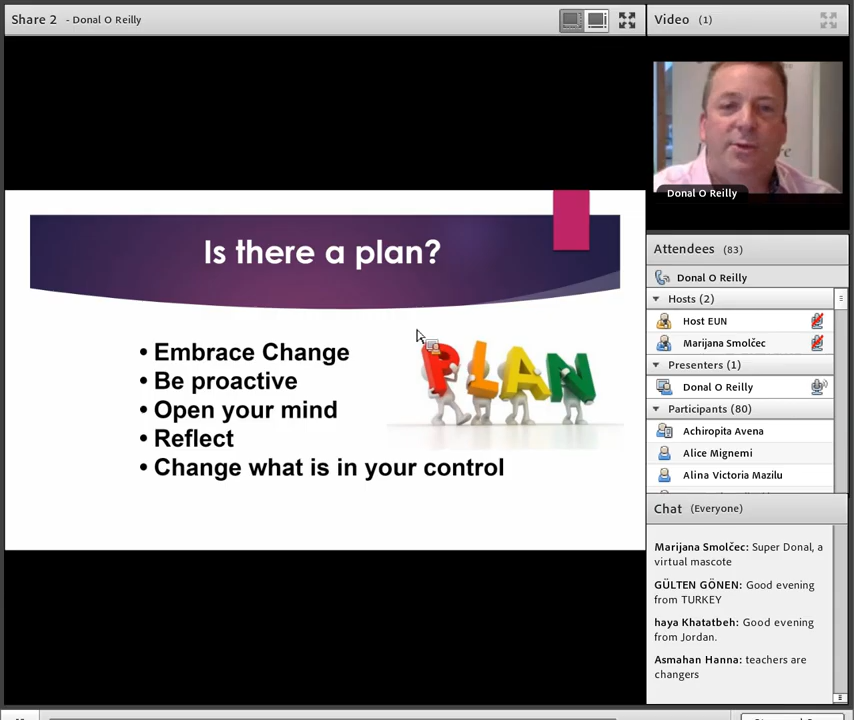 Share 2 - Donal O Reilly
Is there a plan?
• Embrace Change
• Be proactive
• Open your mind
• Reflect
• Change what is in your control
PLAN
Video (1)
Donal O Reilly
Attendees (83)
Donal O Reilly
Hosts (2)
Host EUN
Marijana Smolčec
Presenters (1)
Donal O Reilly
Participants (80)
Achiropita Avena
Alice Mignemi
Alina Victoria Mazilu
Chat (Everyone)
Marijana Smolčec: Super Donal, a
virtual mascote
GÜLTEN GÖNEN: Good evening
from TURKEY
haya Khatatbeh: Good evening
from Jordan.
Asmahan Hanna: teachers are
changers